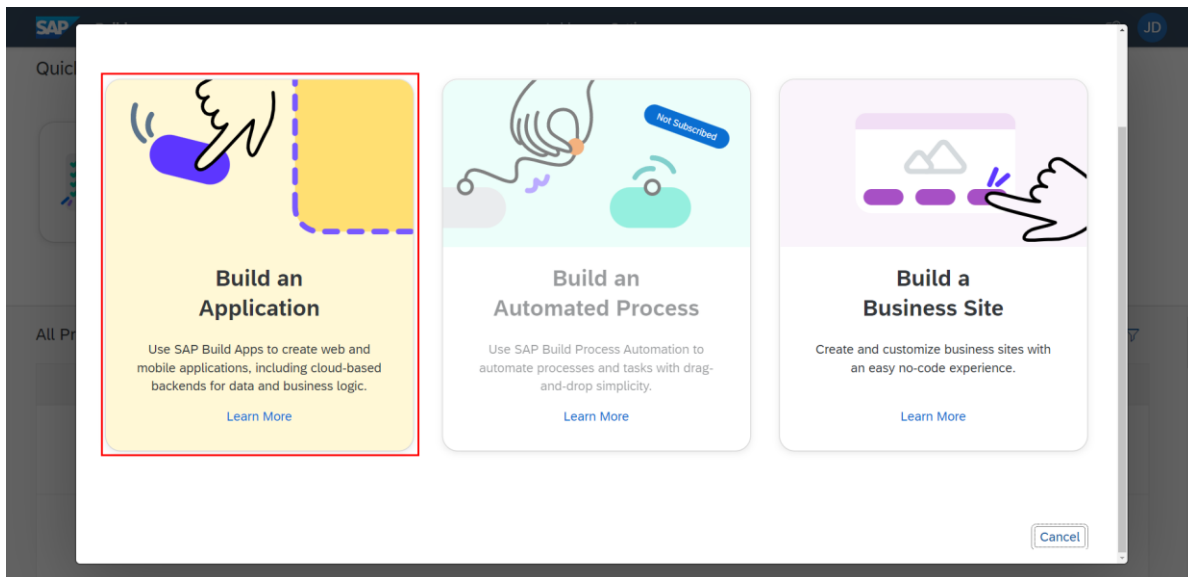 SAP
JD
Quic
Not Subscribed
Build an
Application
Use SAP Build Apps to create web and
mobile applications, including cloud-based
backends for data and business logic.
Learn More
Build an
Automated Process
Use SAP Build Process Automation to
automate processes and tasks with drag-
and-drop simplicity.
Learn More
Build a
Business Site
Create and customize business sites with
an easy no-code experience.
Learn More
All Pr
Cancel